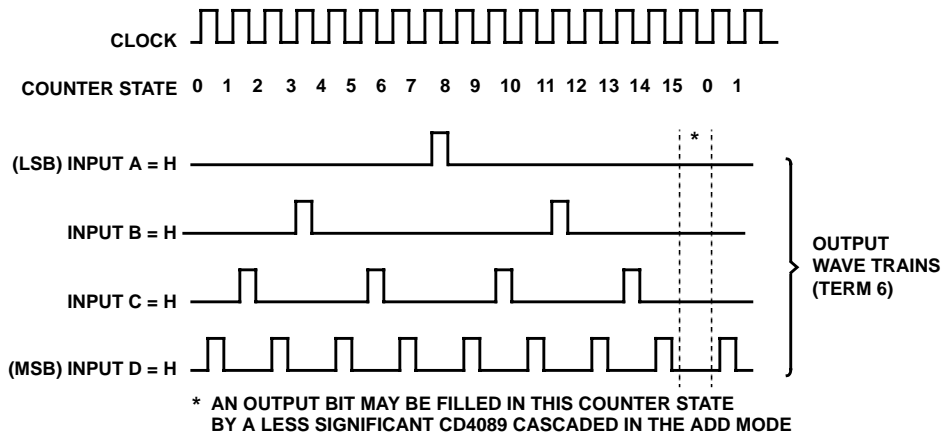 CLOCK
COUNTER STATE 0 1 2 3 4 5 6 7 8 9 10 11 12 13 14 15 0 1
*
(LSB) INPUT A = H
INPUT B = H
INPUT C = H
(MSB) INPUT D = H
OUTPUT
WAVE TRAINS
(TERM 6)
* AN OUTPUT BIT MAY BE FILLED IN THIS COUNTER STATE
BY A LESS SIGNIFICANT CD4089 CASCADED IN THE ADD MODE